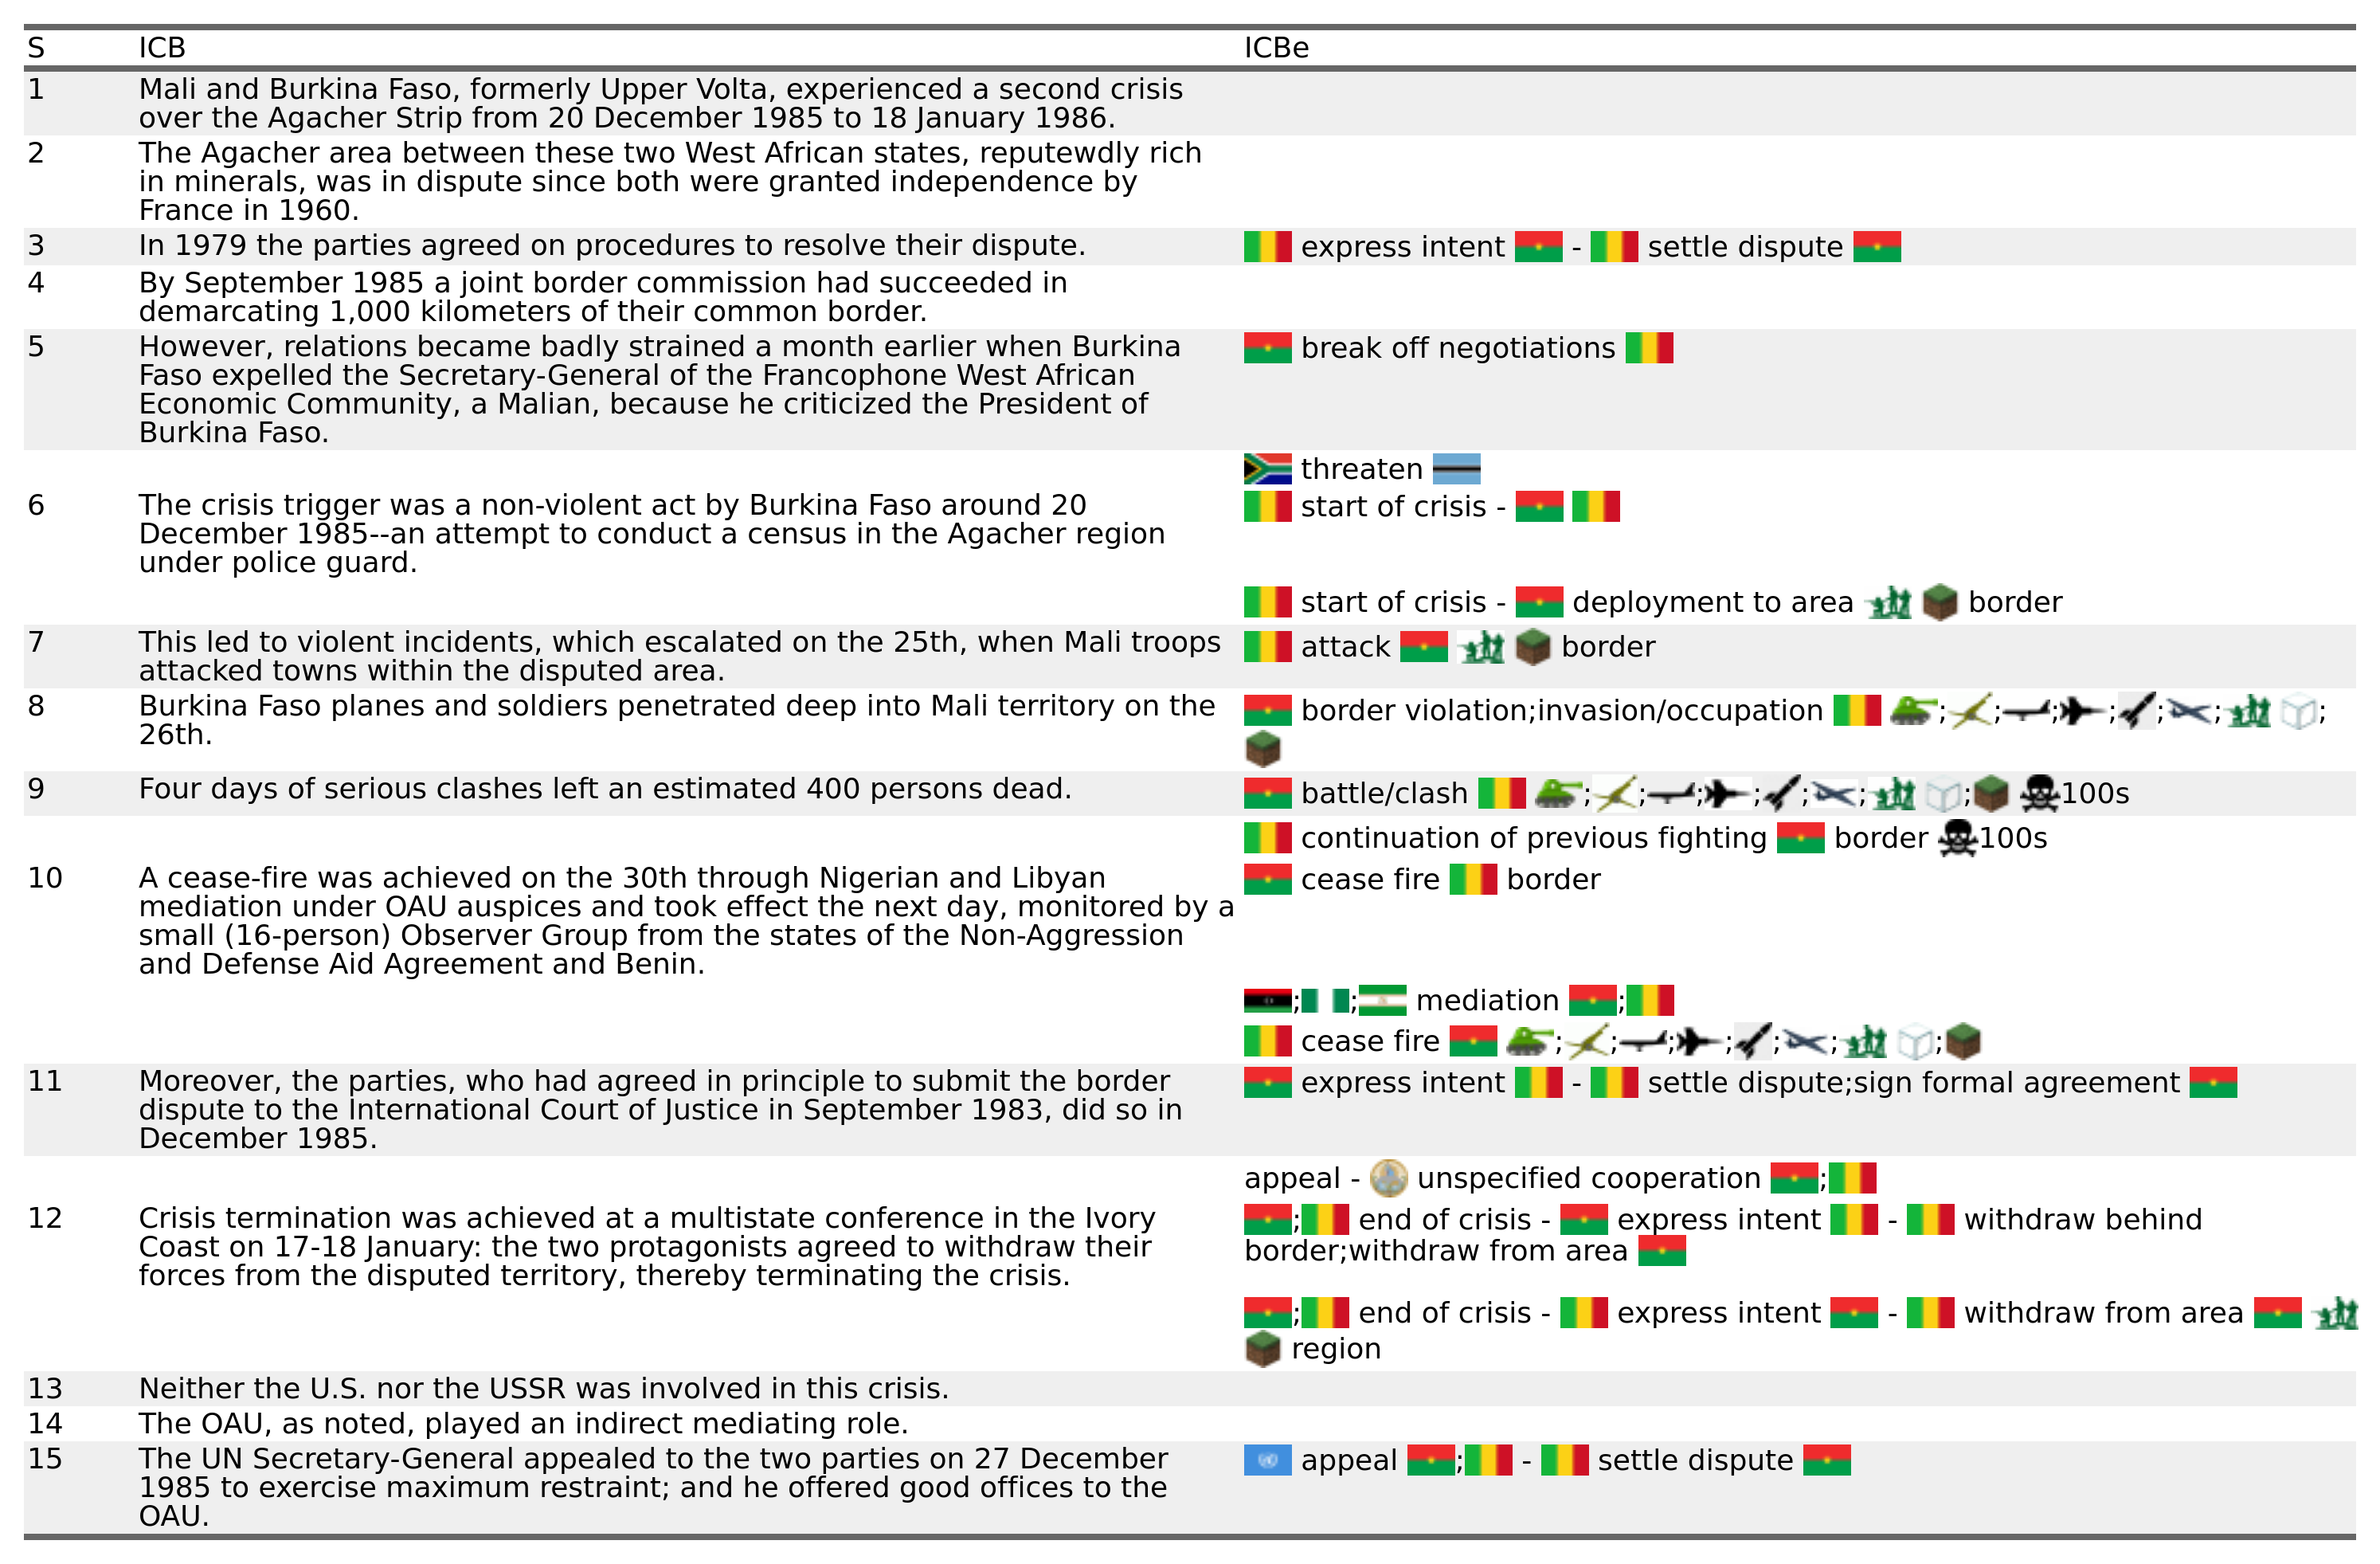 S ICB ICBe
1 Mali and Burkina Faso, formerly Upper Volta, experienced a second crisis
over the Agacher Strip from 20 December 1985 to 18 January 1986.
2 The Agacher area between these two West African states, reputewdly rich
in minerals, was in dispute since both were granted independence by
France in 1960.
3 In 1979 the parties agreed on procedures to resolve their dispute. express intent - settle dispute
4 By September 1985 a joint border commission had succeeded in
demarcating 1,000 kilometers of their common border.
5 However, relations became badly strained a month earlier when Burkina break off negotiations
Faso expelled the Secretary-General of the Francophone West African
Economic Community, a Malian, because he criticized the President of
Burkina Faso.
threaten
6 The crisis trigger was a non-violent act by Burkina Faso around 20 start of crisis -
December 1985--an attempt to conduct a census in the Agacher region
under police guard.
start of crisis - deployment to area border
7 This led to violent incidents, which escalated on the 25th, when Mali troops attack border
attacked towns within the disputed area.
8 Burkina Faso planes and soldiers penetrated deep into Mali territory on the border violation;invasion/occupation ; ; ; ; ; ; ;
26th.
9 Four days of serious clashes left an estimated 400 persons dead. battle/clash ; ; ; ; ; ; ; 100s
continuation of previous fighting border 100s
10 A cease-fire was achieved on the 30th through Nigerian and Libyan cease fire border
mediation under OAU auspices and took effect the next day, monitored by a
small (16-person) Observer Group from the states of the Non-Aggression
and Defense Aid Agreement and Benin.
; ; mediation ;
cease fire ; ; ; ; ; ; ;
11 Moreover, the parties, who had agreed in principle to submit the border express intent - settle dispute;sign formal agreement
dispute to the International Court of Justice in September 1983, did so in
December 1985.
appeal - unspecified cooperation ;
12 Crisis termination was achieved at a multistate conference in the Ivory ; end of crisis - express intent - withdraw behind
Coast on 17-18 January: the two protagonists agreed to withdraw their border;withdraw from area
forces from the disputed territory, thereby terminating the crisis.
; end of crisis - express intent - withdraw from area
region
13 Neither the U.S. nor the USSR was involved in this crisis.
14 The OAU, as noted, played an indirect mediating role.
15 The UN Secretary-General appealed to the two parties on 27 December appeal ; - settle dispute
1985 to exercise maximum restraint; and he offered good offices to the
OAU.